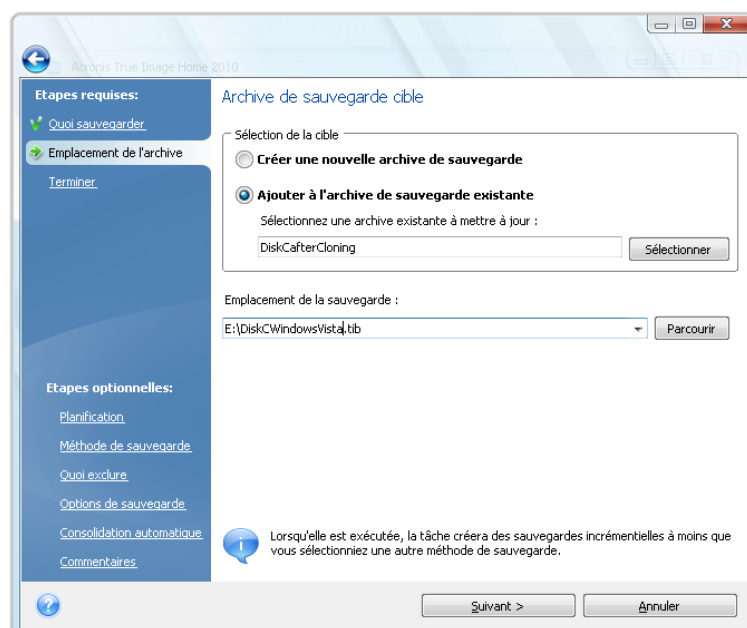 Acronis True Image Home 2010
Etapes requises:
Quoi sauvegarder
Emplacement de l'archive
Terminer
Etapes optionnelles:
Planification
Méthode de sauvegarde
Quoi exclure
Options de sauvegarde
Consolidation automatique
Commentaires
Archive de sauvegarde cible
Sélection de la cible
Créer une nouvelle archive de sauvegarde
Ajouter à l'archive de sauvegarde existante
Sélectionnez une archive existante à mettre à jour :
DiskCafterCloning
Sélectionner
Emplacement de la sauvegarde :
E:\DiskCWindowsVista.tib
Parcourir
Lorsqu'elle est exécutée, la tâche créera des sauvegardes incrémentielles à moins que
vous sélectionniez une autre méthode de sauvegarde.
Suivant >
Annuler